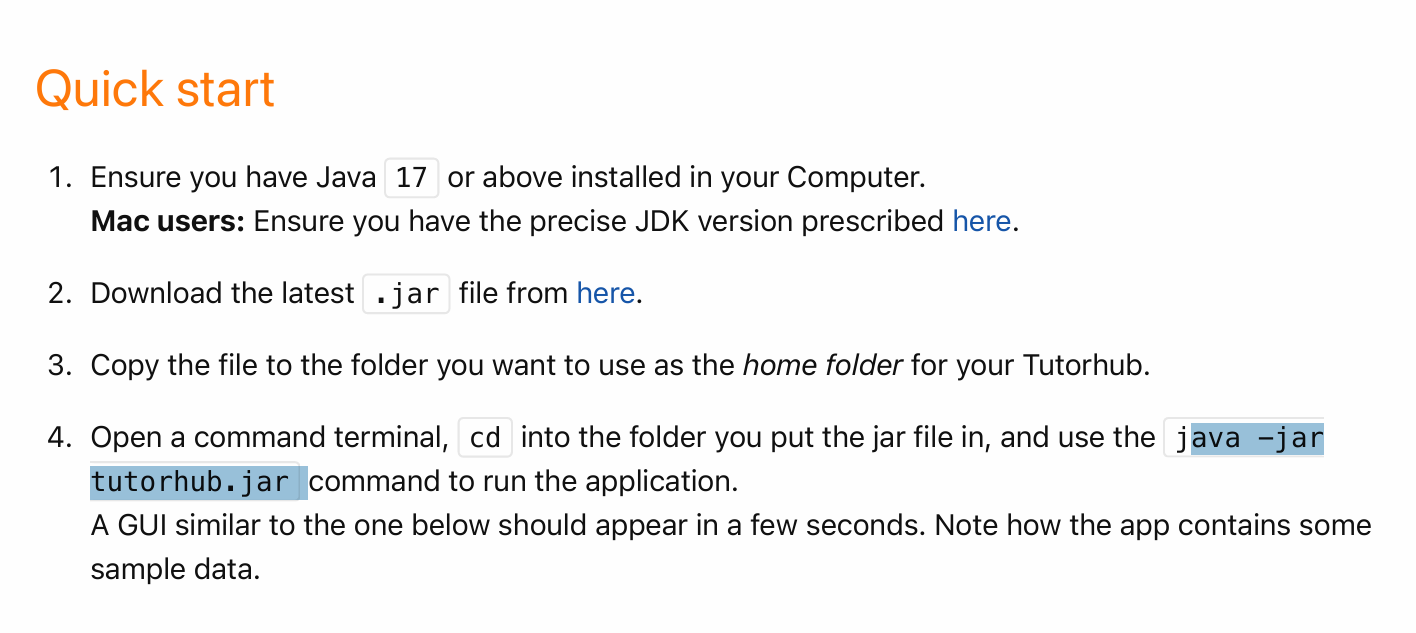 Quick start
1. Ensure you have Java 17 or above installed in your Computer.
Mac users: Ensure you have the precise JDK version prescribed here.
2. Download the latest .jar file from here.
3. Copy the file to the folder you want to use as the home folder for your Tutorhub.
4. Open a command terminal, cd into the folder you put the jar file in, and use the java -jar
tutorhub.jar command to run the application.
A GUI similar to the one below should appear in a few seconds. Note how the app contains some
sample data.